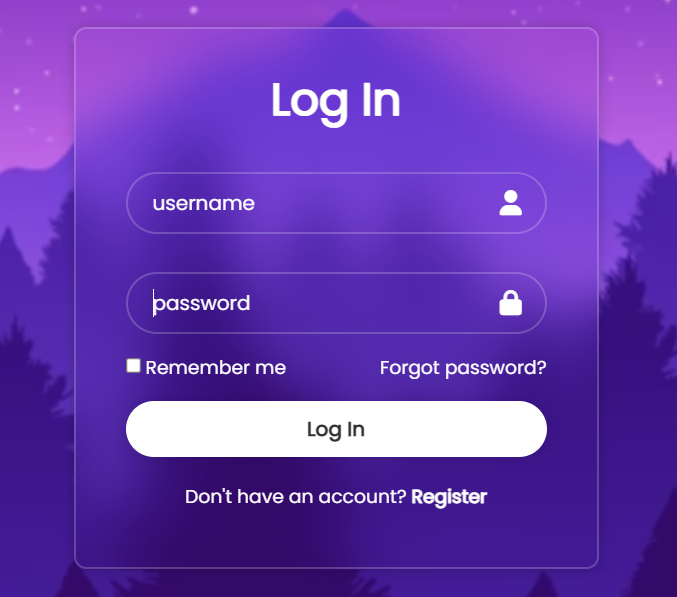 Log In
username
password
Remember me Forgot password?
Log In
Don't have an account? Register